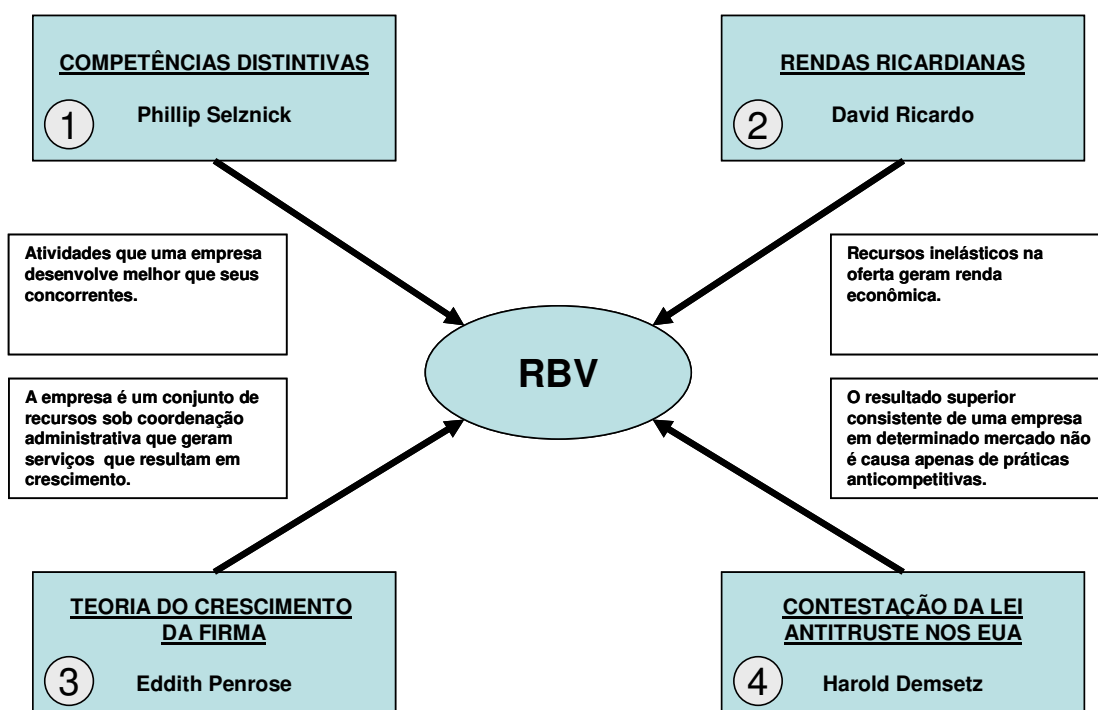 COMPETÊNCIAS DISTINTIVAS
Phillip Selznick
1
RENDAS RICARDIANAS
David Ricardo
2
Atividades que uma empresa
desenvolve melhor que seus
concorrentes.
Recursos inelásticos na
oferta geram renda
econômica.
RBV
A empresa é um conjunto de
recursos sob coordenação
administrativa que geram
serviços que resultam em
crescimento.
O resultado superior
consistente de uma empresa
em determinado mercado não
é causa apenas de práticas
anticompetitivas.
TEORIA DO CRESCIMENTO
DA FIRMA
Eddith Penrose
3
CONTESTAÇÃO DA LEI
ANTITRUSTE NOS EUA
Harold Demsetz
4